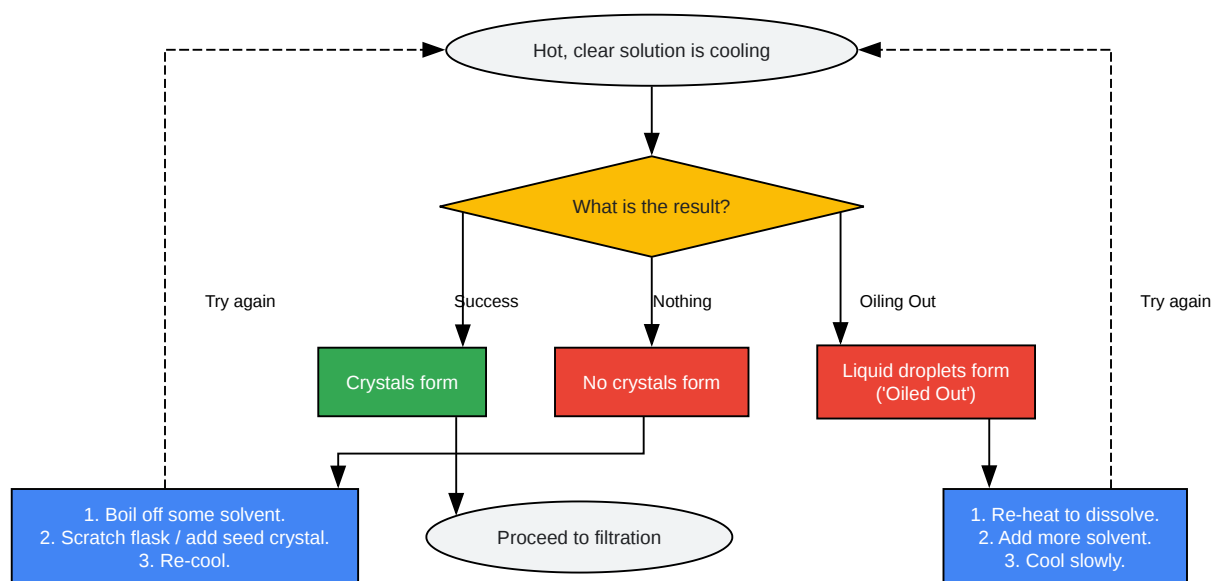 Hot, clear solution is cooling
What is the result?
Try again
Success
Nothing
Oiling Out
Try again
Crystals form
No crystals form
Liquid droplets form
('Oiled Out')
1. Boil off some solvent.
2. Scratch flask / add seed crystal.
3. Re-cool.
Proceed to filtration
1. Re-heat to dissolve.
2. Add more solvent.
3. Cool slowly.